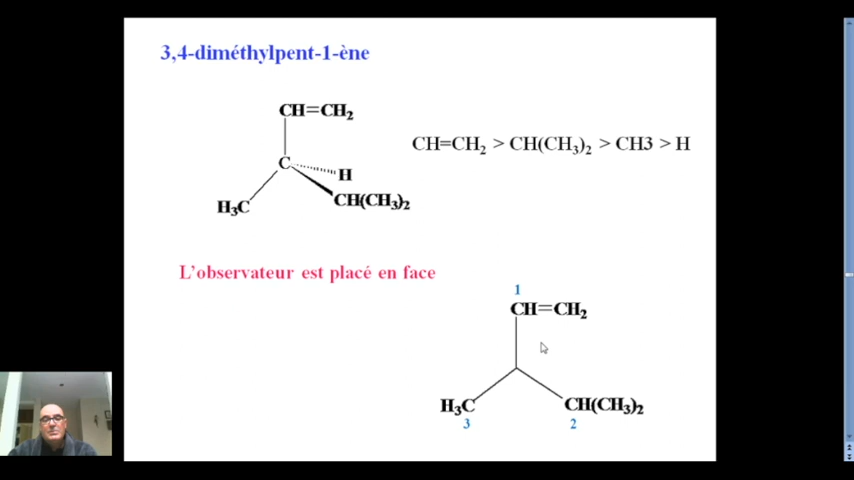 3,4-diméthylpent-1-ène
CH=CH₂
CH=CH₂ > CH(CH₃)₂ > CH3 > H
C
H
H₃C
CH(CH₃)₂
L'observateur est placé en face
1
CH=CH₂
H₃C
CH(CH₃)₂
3
2